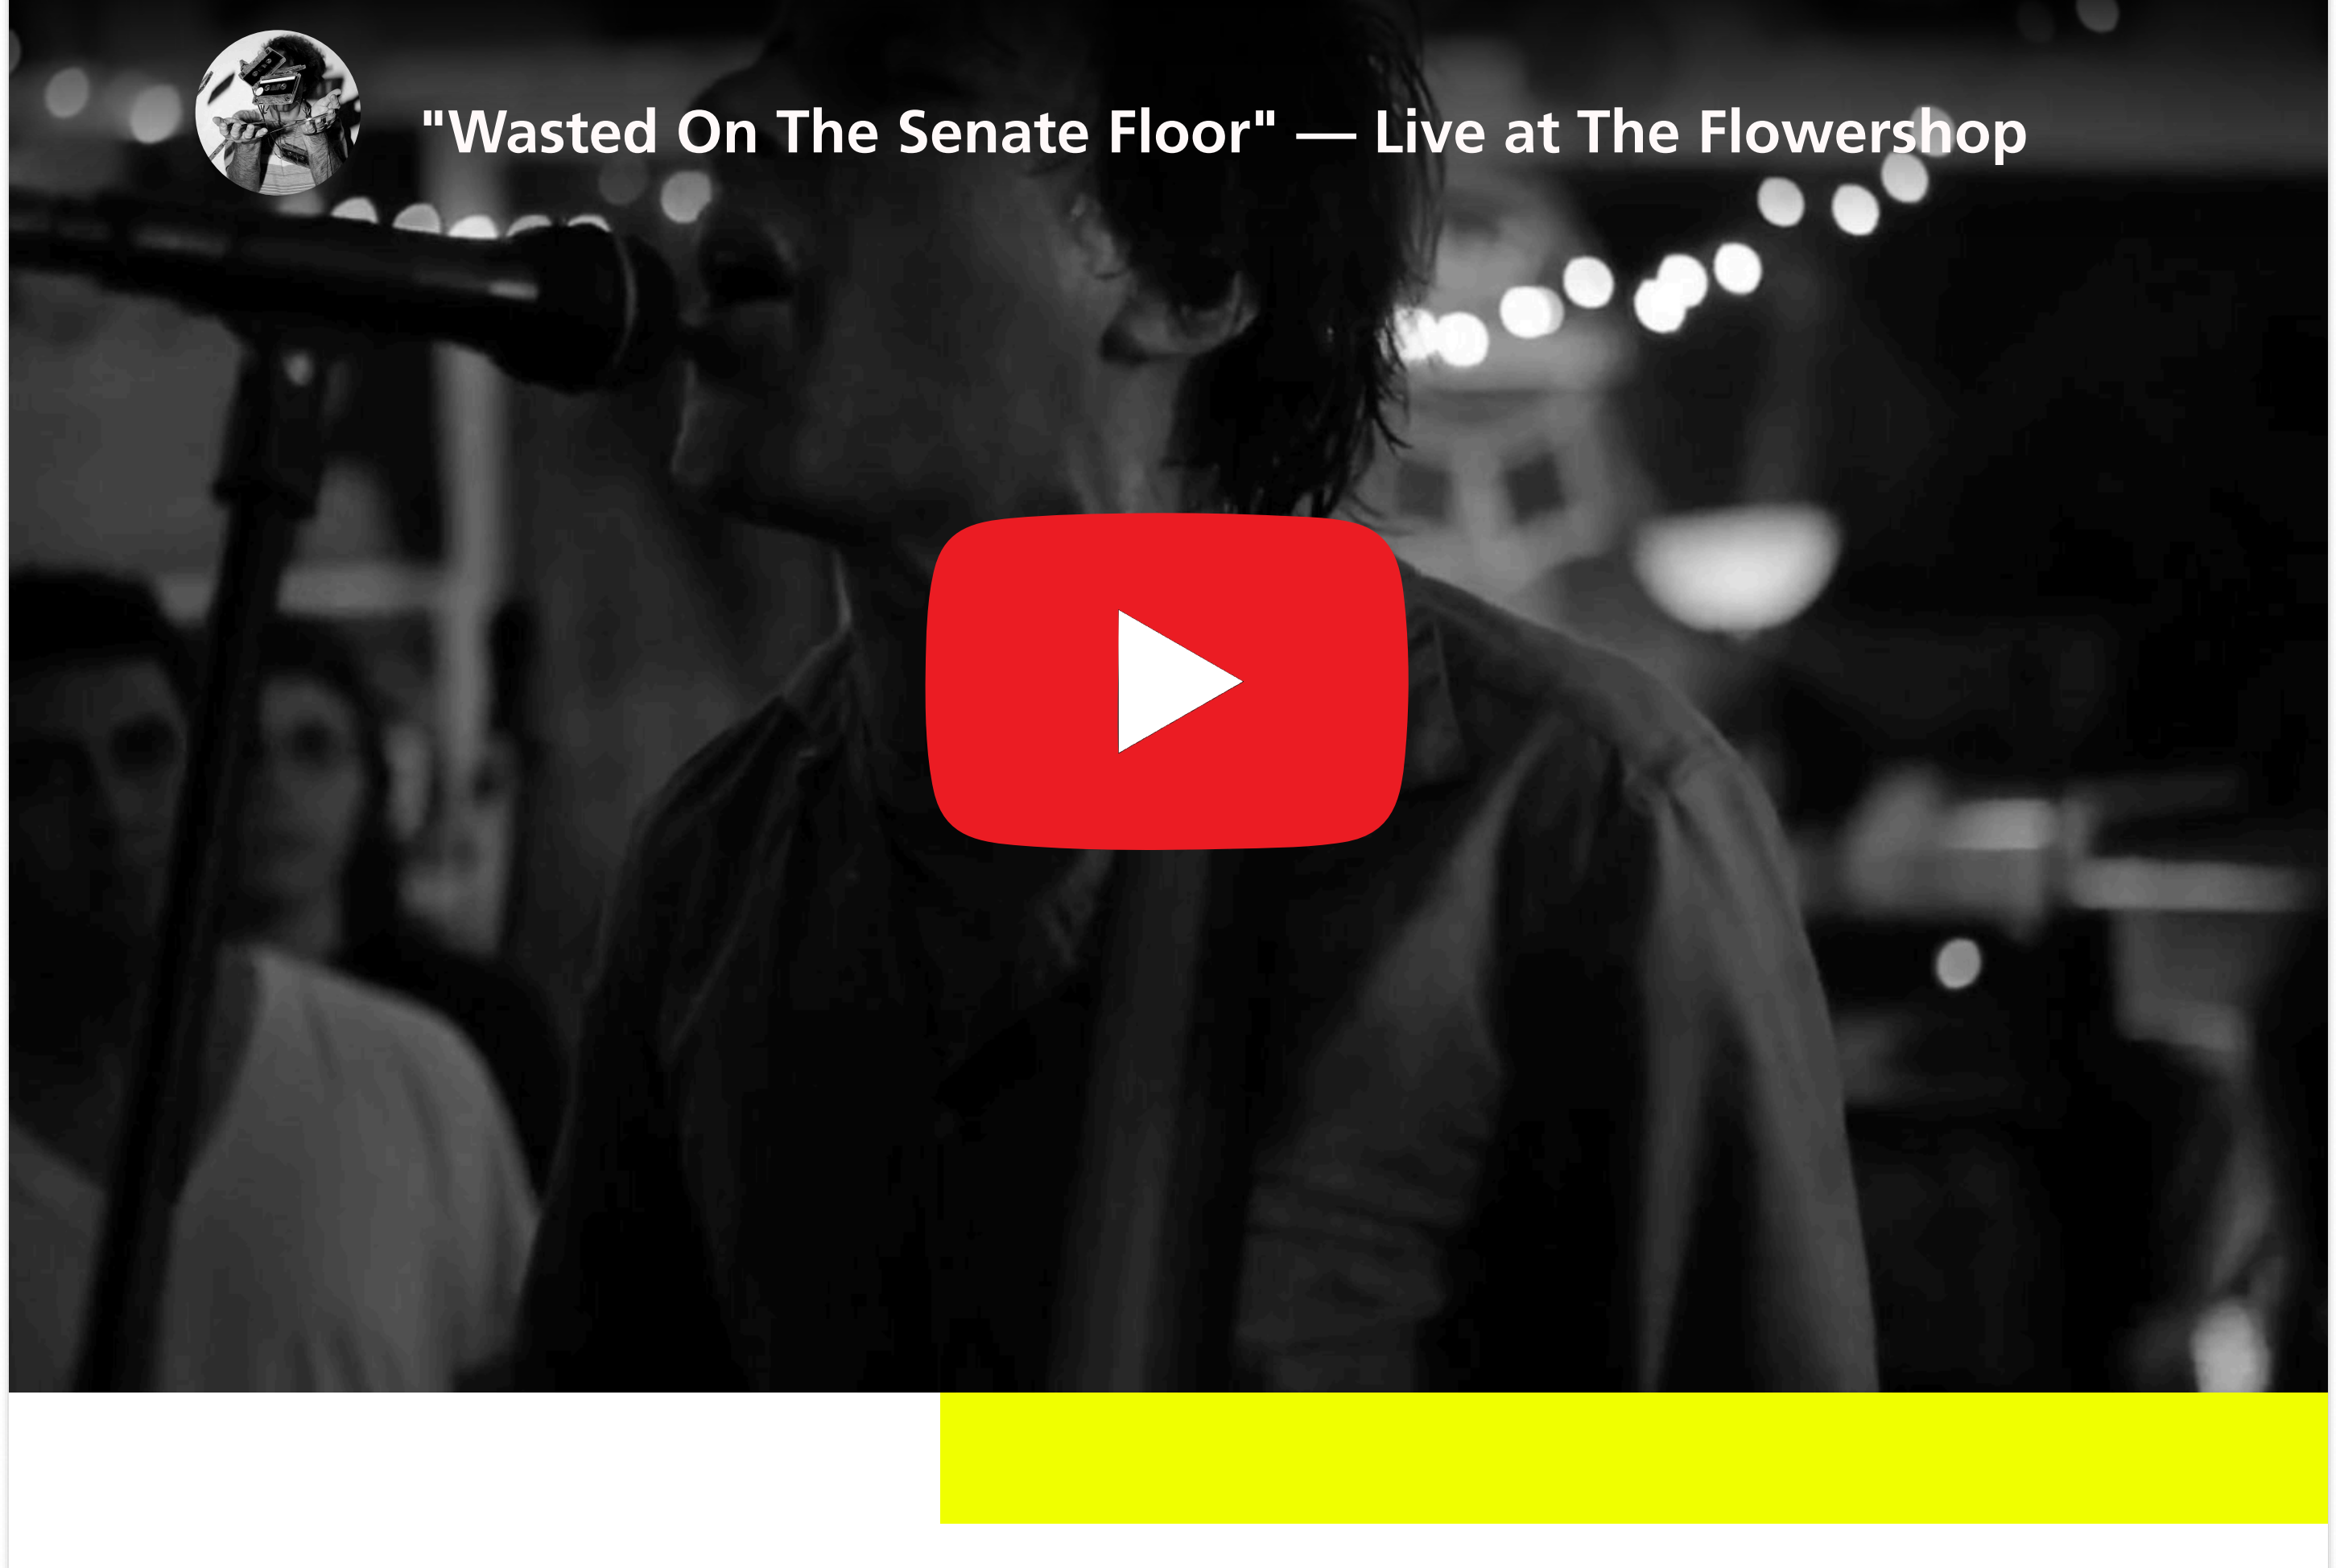 "Wasted On The Senate Floor" — Live at The Flowershop